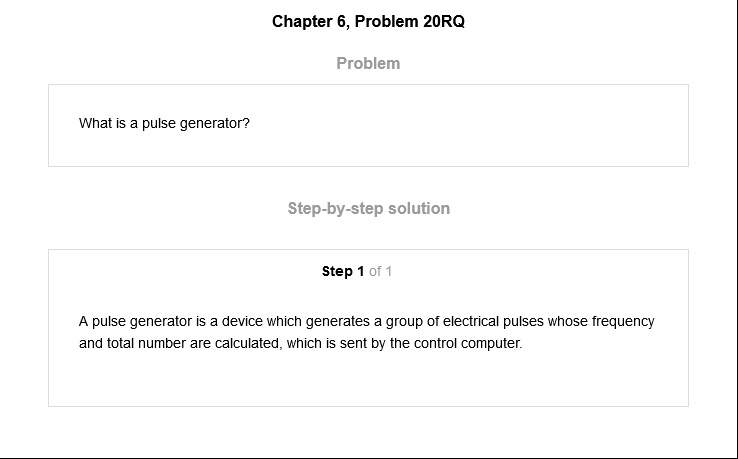 Chapter 6, Problem 20RQ
Problem
What is a pulse generator?
Step-by-step solution
Step 1 of 1
A pulse generator is a device which generates a group of electrical pulses whose frequency
and total number are calculated, which is sent by the control computer.